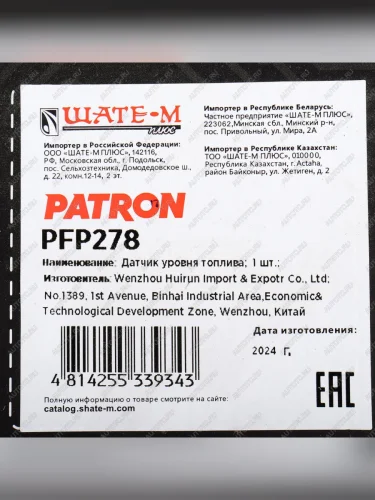 ШАТЕ-М
ПЛЮС
Импортер в Российской Федерации:
ООО «ШАТЕ-М ПЛЮС», 142116,
РФ, Московская обл., г. Подольск,
пос. Сельхозтехника, Домодедовское ш.,
д. 22, комн.12-14, 2 эт.
Импортер в Республике Беларусь:
Частное предприятие «ШАТЕ-М ПЛЮС»,
223062,Минская обл., Минский р-н,
пос. Привольный, ул. Мира, 2А
Импортер в Республике Казахстан:
ТОО «ШАТЕ-М ПЛЮС», 010000,
Республика Казахстан, г.Астана,
район Байконыр, ул. Жетиген, д. 2
PATRON
PFP278
Наименование: Датчик уровня топлива; 1 шт.;
Изготовитель: Wenzhou Huirun Import & Expotr Co., Ltd;
No.1389, 1st Avenue, Binhai Industrial Area,Economic&
Technological Development Zone, Wenzhou, Китай
Дата изготовления:
2024 г.
4 814255 339343
EAC
Подробную информацию о товаре смотрите на сайте:
catalog.shate-m.com